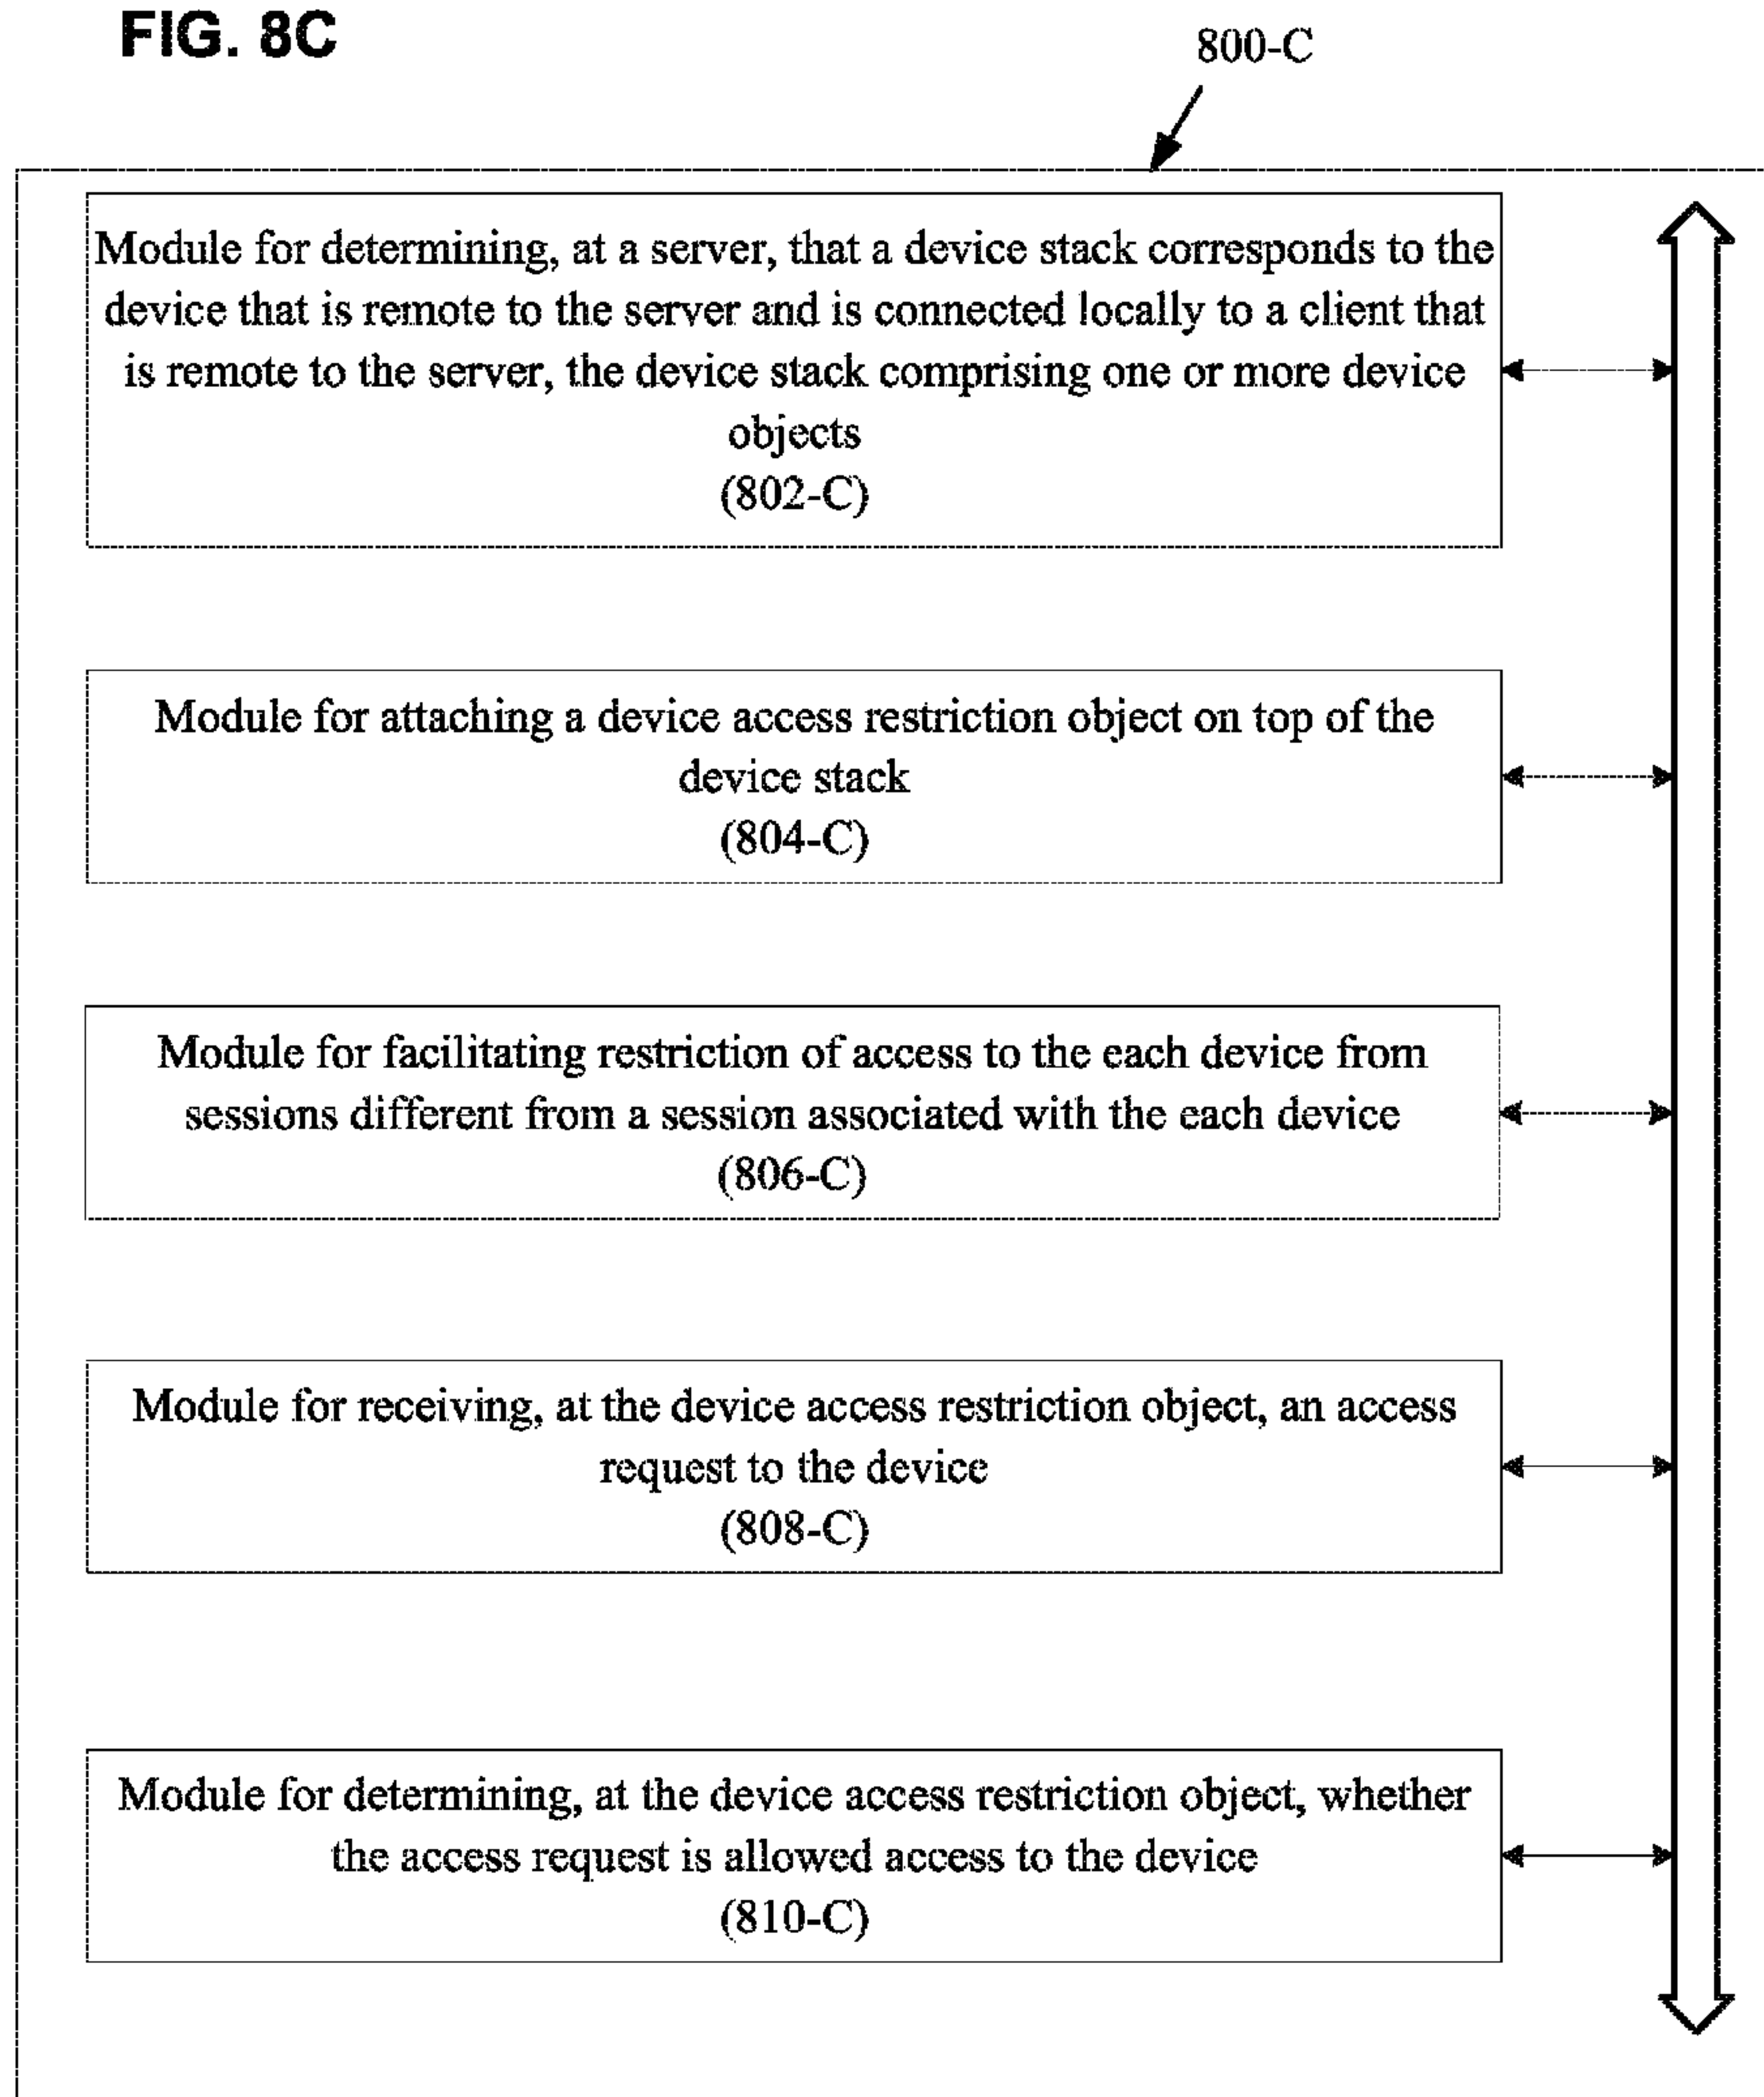 FIG. 8C
800-C
Module for determining, at a server, that a device stack corresponds to the
device that is remote to the server and is connected locally to a client that
is remote to the server, the device stack comprising one or more device
objects
(802-C)
Module for attaching a device access restriction object on top of the
device stack
(804-C)
Module for facilitating restriction of access to the each device from
sessions different from a session associated with the each device
(806-C)
Module for receiving, at the device access restriction object, an access
request to the device
(808-C)
Module for determining, at the device access restriction object, whether
the access request is allowed access to the device
(810-C)